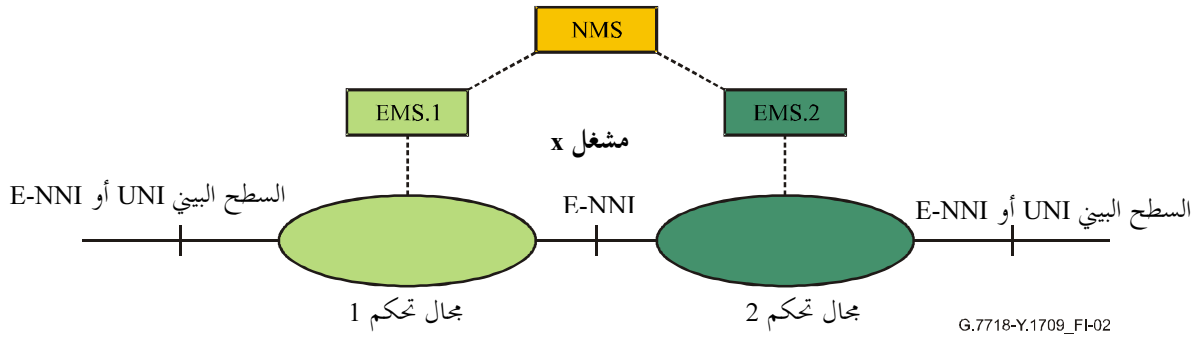 NMS
EMS.1
EMS.2
مشغل x
السطح البيني UNI أو E-NNI
E-NNI
السطح البيني UNI أو E-NNI
مجال تحكم 1
مجال تحكم 2
G.7718-Y.1709_FI-02